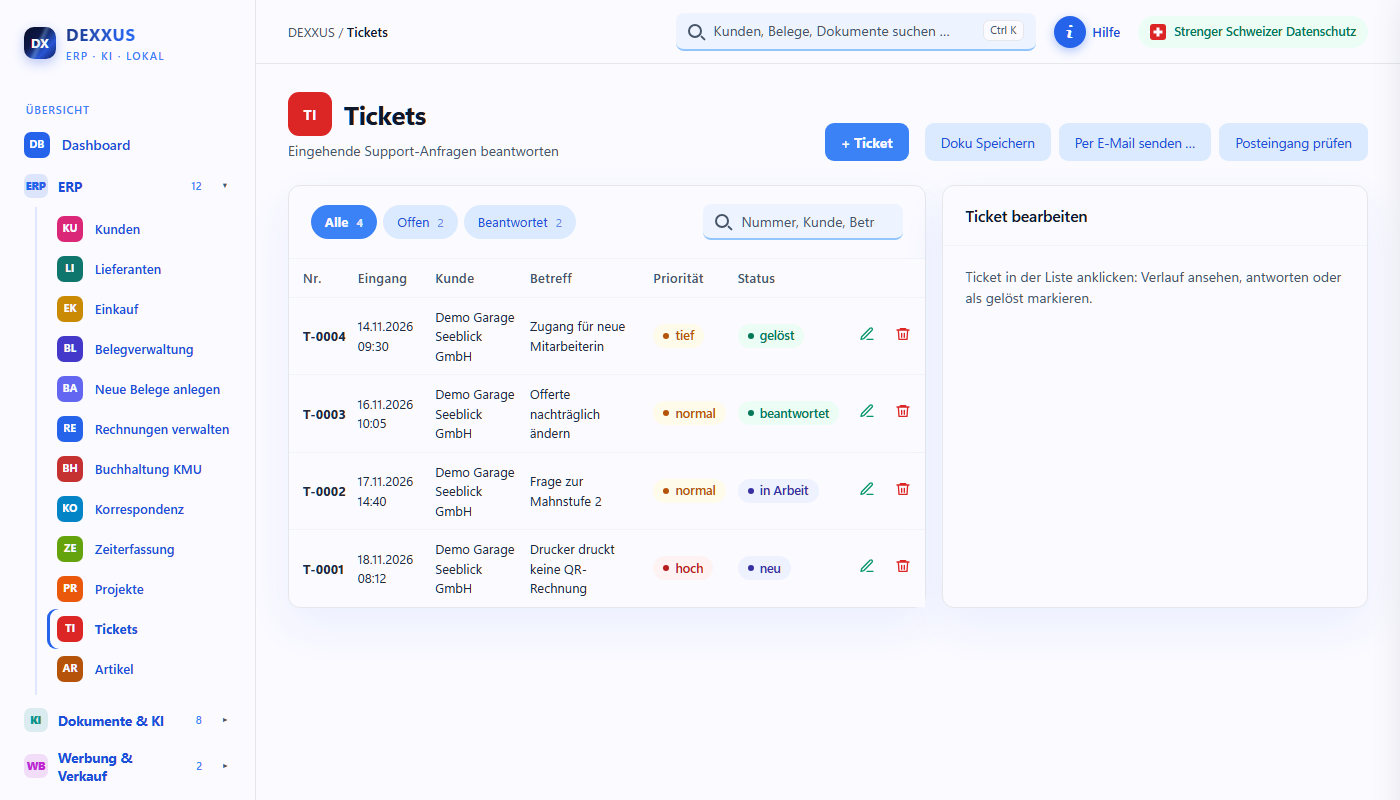 DX
DEXXUS
ERP · KI · LOKAL
ÜBERSICHT
DB Dashboard
ERP ERP 12
KU Kunden
LI Lieferanten
EK Einkauf
BL Belegverwaltung
BA Neue Belege anlegen
RE Rechnungen verwalten
BH Buchhaltung KMU
KO Korrespondenz
ZE Zeiterfassung
PR Projekte
TI Tickets
AR Artikel
KI Dokumente & KI 8
WB Werbung &
Verkauf 2
DEXXUS / Tickets
Kunden, Belege, Dokumente suchen ... Ctrl K
i Hilfe
Strenger Schweizer Datenschutz
TI Tickets
Eingehende Support-Anfragen beantworten
+ Ticket
Doku Speichern
Per E-Mail senden ...
Posteingang prüfen
Alle 4
Offen 2
Beantwortet 2
Nummer, Kunde, Betr
Nr. Eingang Kunde Betreff Priorität Status
T-0004
14.11.2026
09:30
Demo Garage
Seeblick
GmbH
Zugang für neue
Mitarbeiterin
tief
gelöst
T-0003
16.11.2026
10:05
Demo Garage
Seeblick
GmbH
Offerte
nachträglich
ändern
normal
beantwortet
T-0002
17.11.2026
14:40
Demo Garage
Seeblick
GmbH
Frage zur
Mahnstufe 2
normal
in Arbeit
T-0001
18.11.2026
08:12
Demo Garage
Seeblick
GmbH
Drucker druckt
keine QR-
Rechnung
hoch
neu
Ticket bearbeiten
Ticket in der Liste anklicken: Verlauf ansehen, antworten oder
als gelöst markieren.